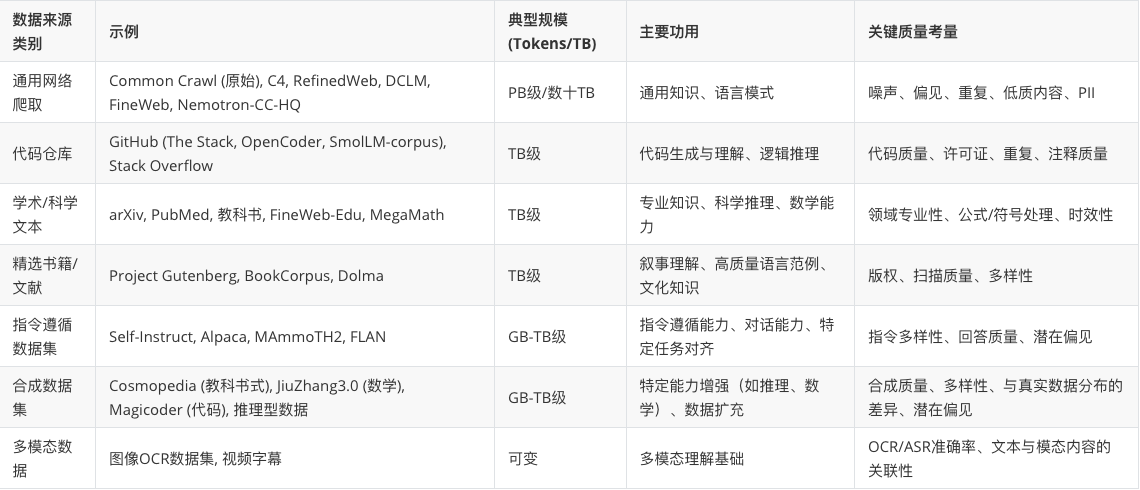 数据来源
类别
示例
典型规模
(Tokens/TB)
主要功用
关键质量考量
通用网络
爬取
Common Crawl (原始), C4, RefinedWeb, DCLM,
FineWeb, Nemotron-CC-HQ
PB级/数十TB
通用知识、语言模式
噪声、偏见、重复、低质内容、PII
代码仓库
GitHub (The Stack, OpenCoder, SmolLM-corpus),
Stack Overflow
TB级
代码生成与理解、逻辑推理
代码质量、许可证、重复、注释质量
学术/科学
文本
arXiv, PubMed, 教科书, FineWeb-Edu, MegaMath
TB级
专业知识、科学推理、数学能
力
领域专业性、公式/符号处理、时效性
精选书籍/
文献
Project Gutenberg, BookCorpus, Dolma
TB级
叙事理解、高质量语言范例、
文化知识
版权、扫描质量、多样性
指令遵循
数据集
Self-Instruct, Alpaca, MAmmoTH2, FLAN
GB-TB级
指令遵循能力、对话能力、特
定任务对齐
指令多样性、回答质量、潜在偏见
合成数据
集
Cosmopedia (教科书式), JiuZhang3.0 (数学),
Magicoder (代码), 推理型数据
GB-TB级
特定能力增强（如推理、数
学）、数据扩充
合成质量、多样性、与真实数据分布的
差异、潜在偏见
多模态数
据
图像OCR数据集, 视频字幕
可变
多模态理解基础
OCR/ASR准确率、文本与模态内容的
关联性